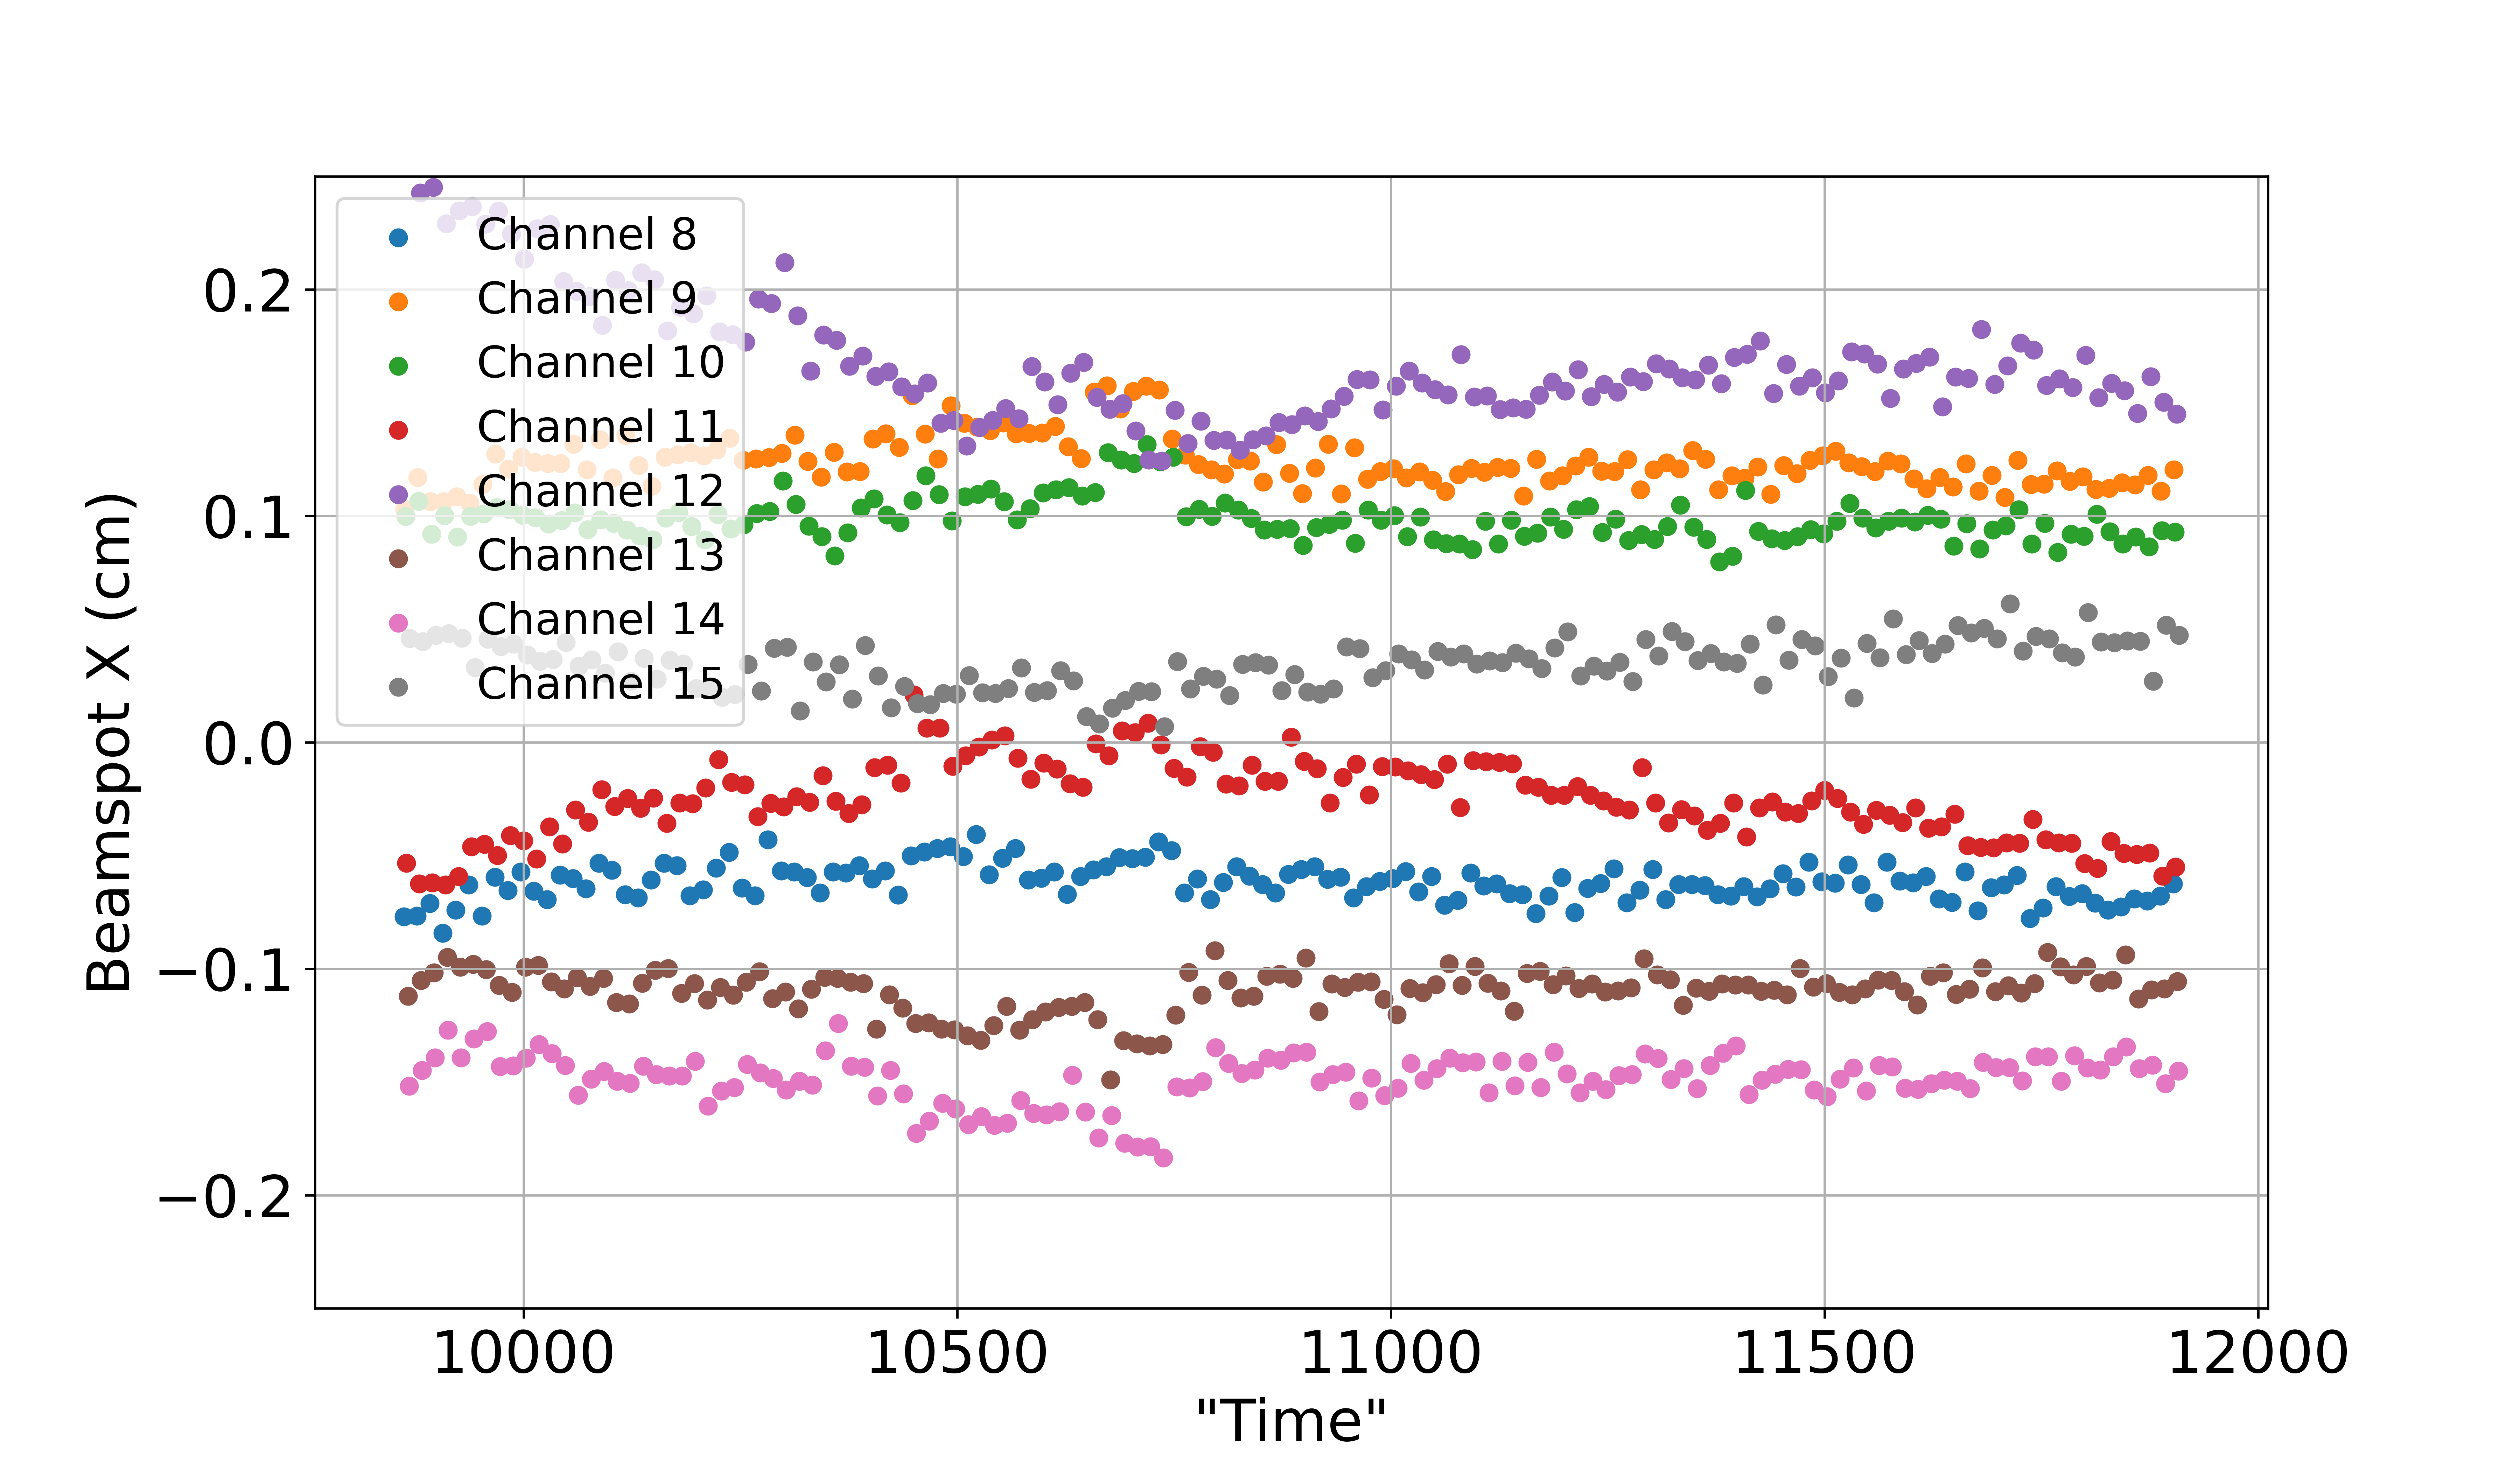 Channel 8
Channel 9
Channel 10
Channel 11
Channel 12
Channel 13
Channel 14
Channel 15
Beamspot X (cm)
0.2
0.1
0.0
−0.1
−0.2
10000 10500 11000 11500 12000
"Time"